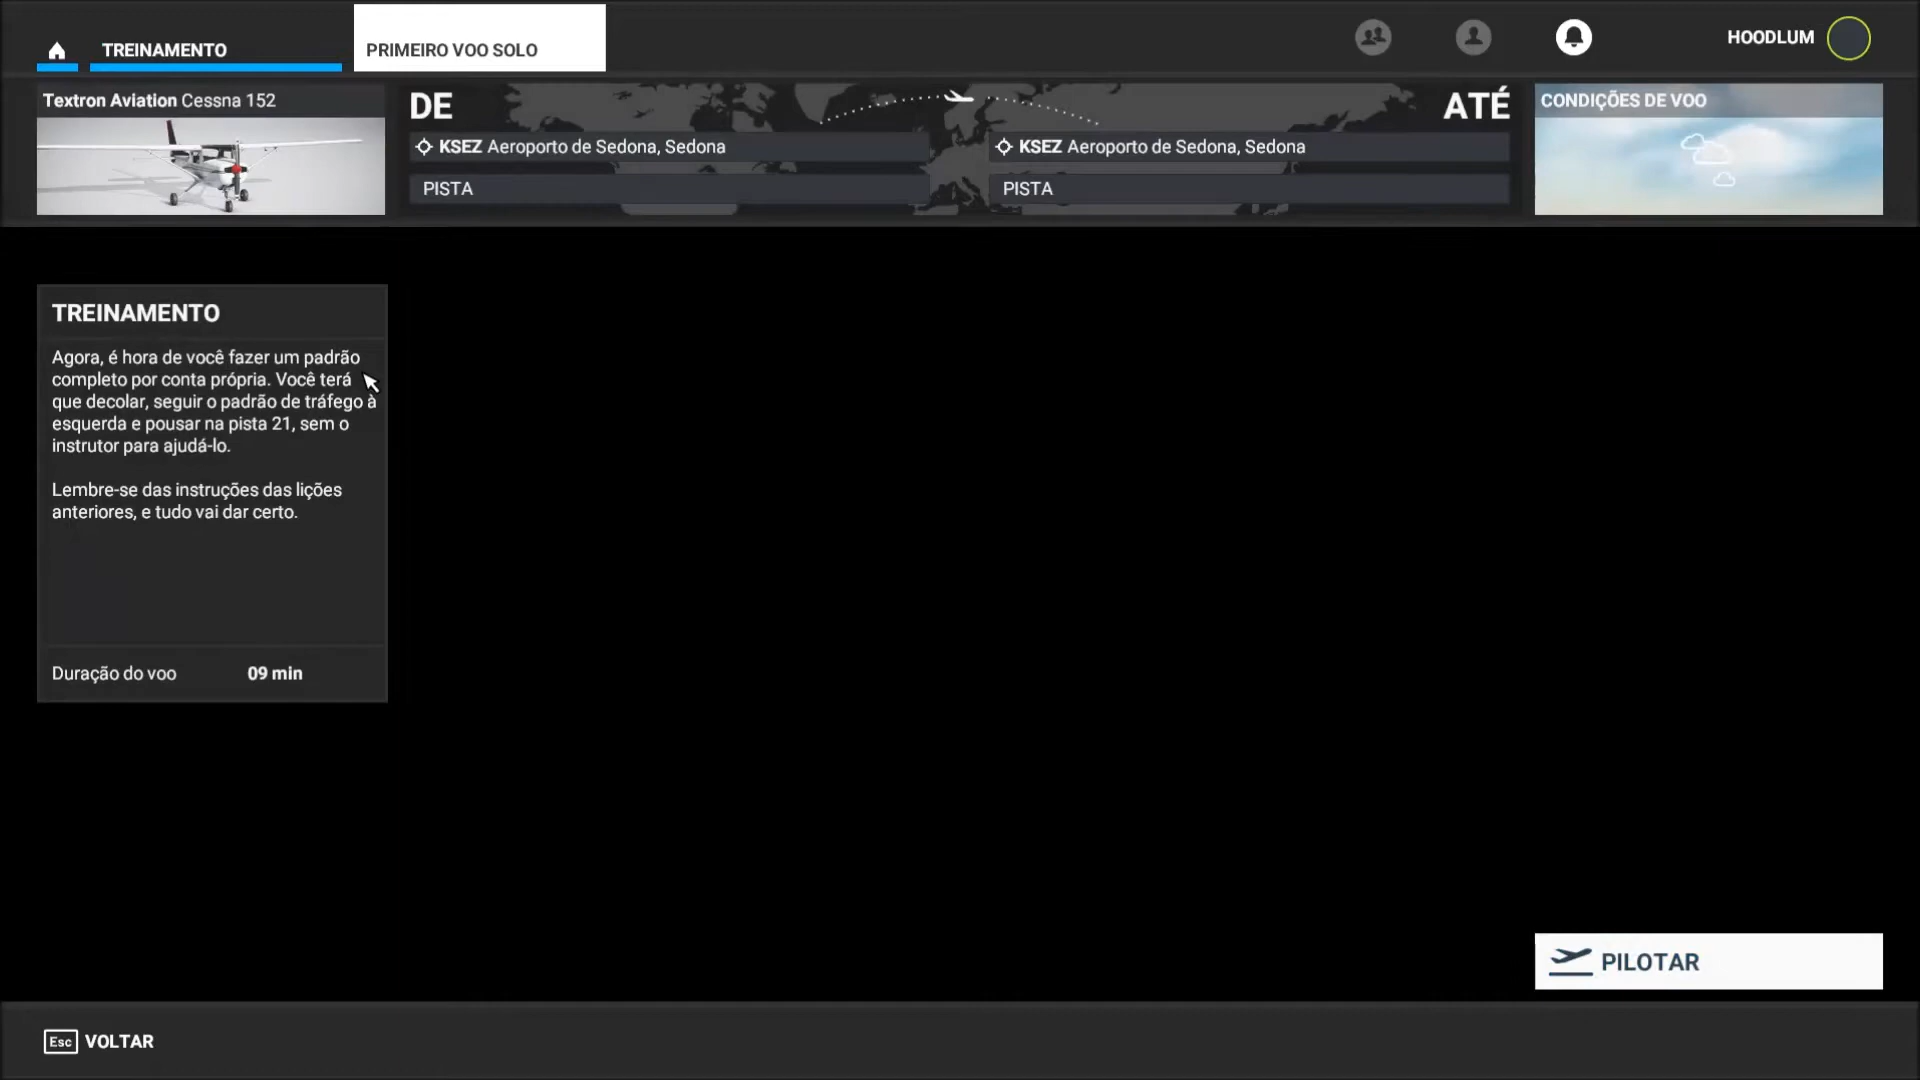 TREINAMENTO
PRIMEIRO VOO SOLO
HOODLUM
Textron Aviation Cessna 152
DE
ATÉ
KSEZ Aeroporto de Sedona, Sedona
KSEZ Aeroporto de Sedona, Sedona
PISTA
PISTA
CONDIÇÕES DE VOO
TREINAMENTO
Agora, é hora de você fazer um padrão
completo por conta própria. Você terá
que decolar, seguir o padrão de tráfego à
esquerda e pousar na pista 21, sem o
instrutor para ajudá-lo.
Lembre-se das instruções das lições
anteriores, e tudo vai dar certo.
Duração do voo 09 min
PILOTAR
Esc VOLTAR